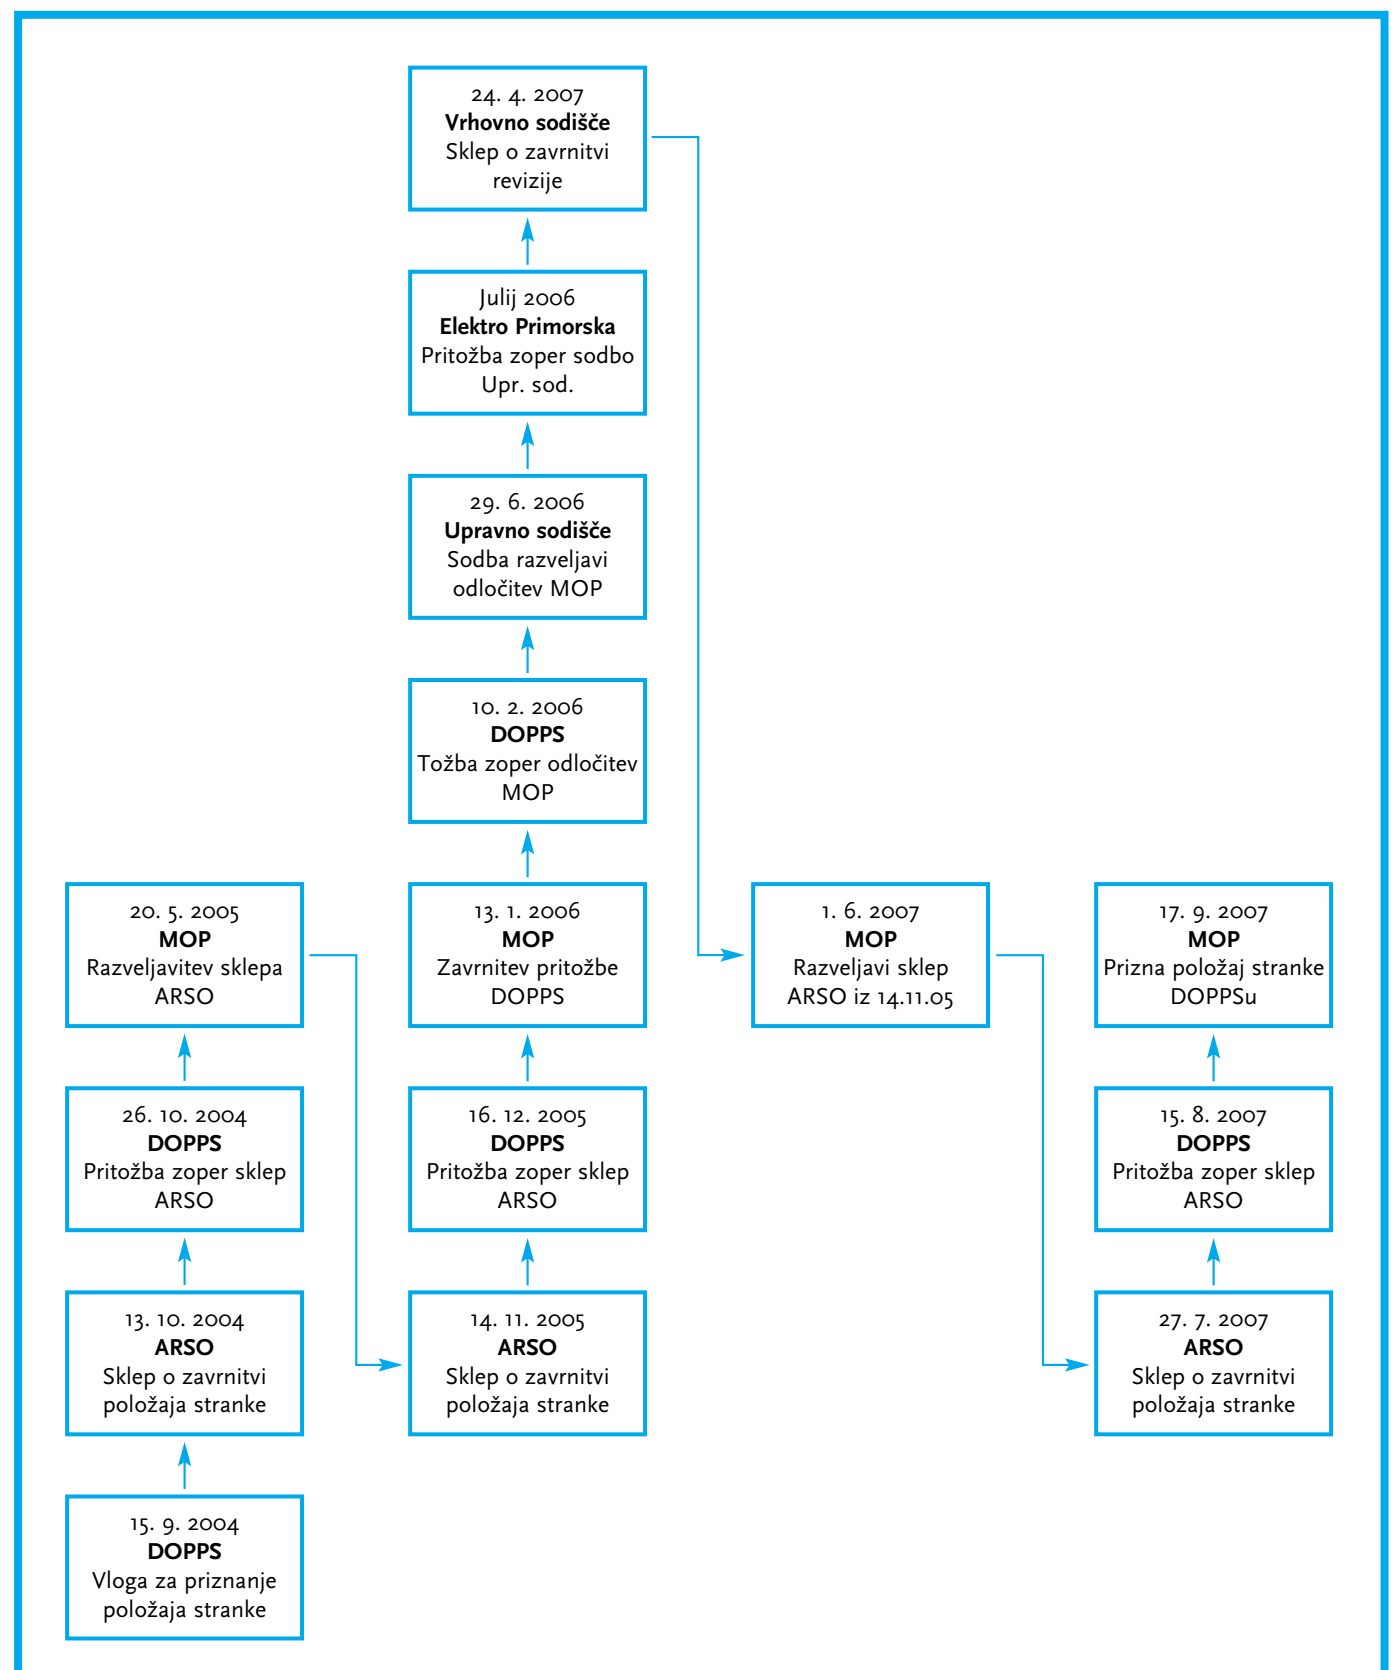 24. 4. 2007
Vrhovno sodišče
Sklep o zavrnitvi
revizije
Julij 2006
Elektro Primorska
Pritožba zoper sodbo
Upr. sod.
29. 6. 2006
Upravno sodišče
Sodba razveljavi
odločitev MOP
10. 2. 2006
DOPPS
Tožba zoper odločitev
MOP
20. 5. 2005
MOP
Razveljavitev sklepa
ARSO
13. 1. 2006
MOP
Zavrnitev pritožbe
DOPPS
1. 6. 2007
MOP
Razveljavi sklep
ARSO iz 14.11.05
17. 9. 2007
MOP
Prizna položaj stranke
DOPPSu
26. 10. 2004
DOPPS
Pritožba zoper sklep
ARSO
16. 12. 2005
DOPPS
Pritožba zoper sklep
ARSO
15. 8. 2007
DOPPS
Pritožba zoper sklep
ARSO
13. 10. 2004
ARSO
Sklep o zavrnitvi
položaja stranke
14. 11. 2005
ARSO
Sklep o zavrnitvi
položaja stranke
27. 7. 2007
ARSO
Sklep o zavrnitvi
položaja stranke
15. 9. 2004
DOPPS
Vloga za priznanje
položaja stranke